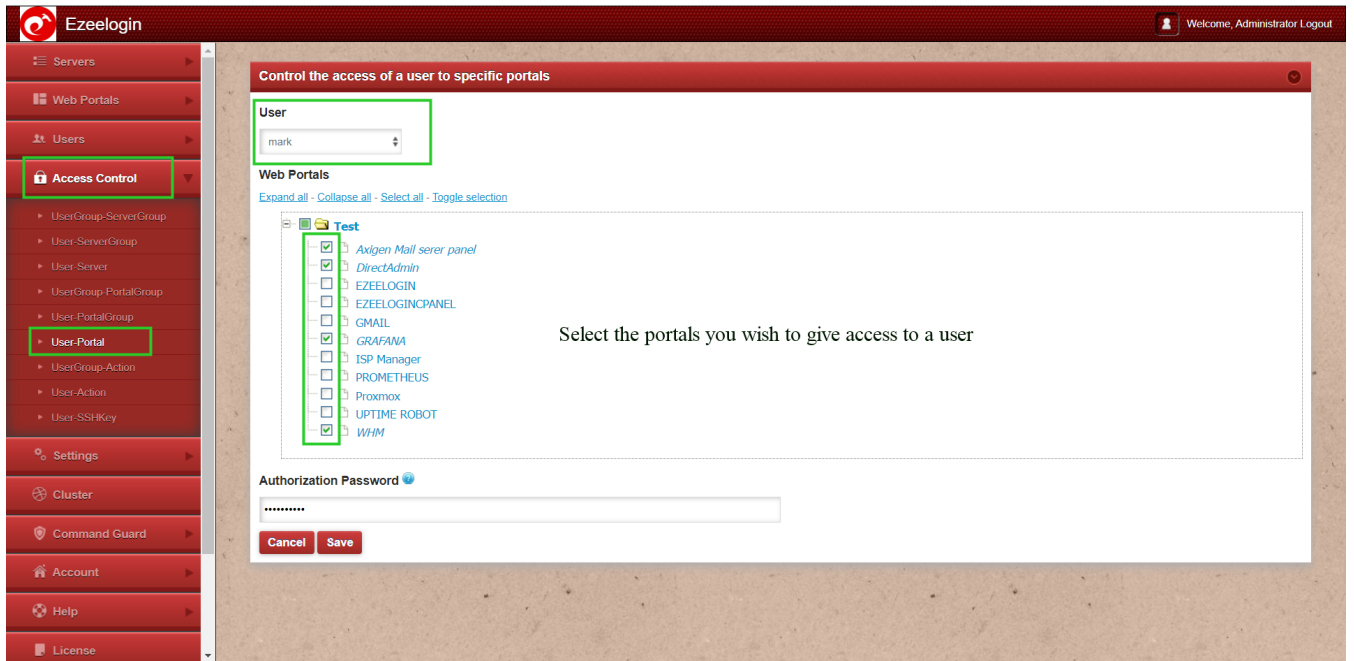 Ezeelogin
Welcome, Administrator Logout
Servers
Web Portals
Users
Access Control
UserGroup-ServerGroup
User-ServerGroup
User-Server
UserGroup-PortalGroup
User-PortalGroup
User-Portal
UserGroup-Action
User-Action
User-SSHKey
Settings
Cluster
Command Guard
Account
Help
License
Control the access of a user to specific portals
User
mark
Web Portals
Expand all - Collapse all - Select all - Toggle selection
Test
Axigen Mail serer panel
DirectAdmin
EZEELOGIN
EZEELOGINCPANEL
GMAIL
GRAFANA
ISP Manager
PROMETHEUS
Proxmox
UPTIME ROBOT
WHM
Select the portals you wish to give access to a user
Authorization Password
••••••••••
Cancel Save